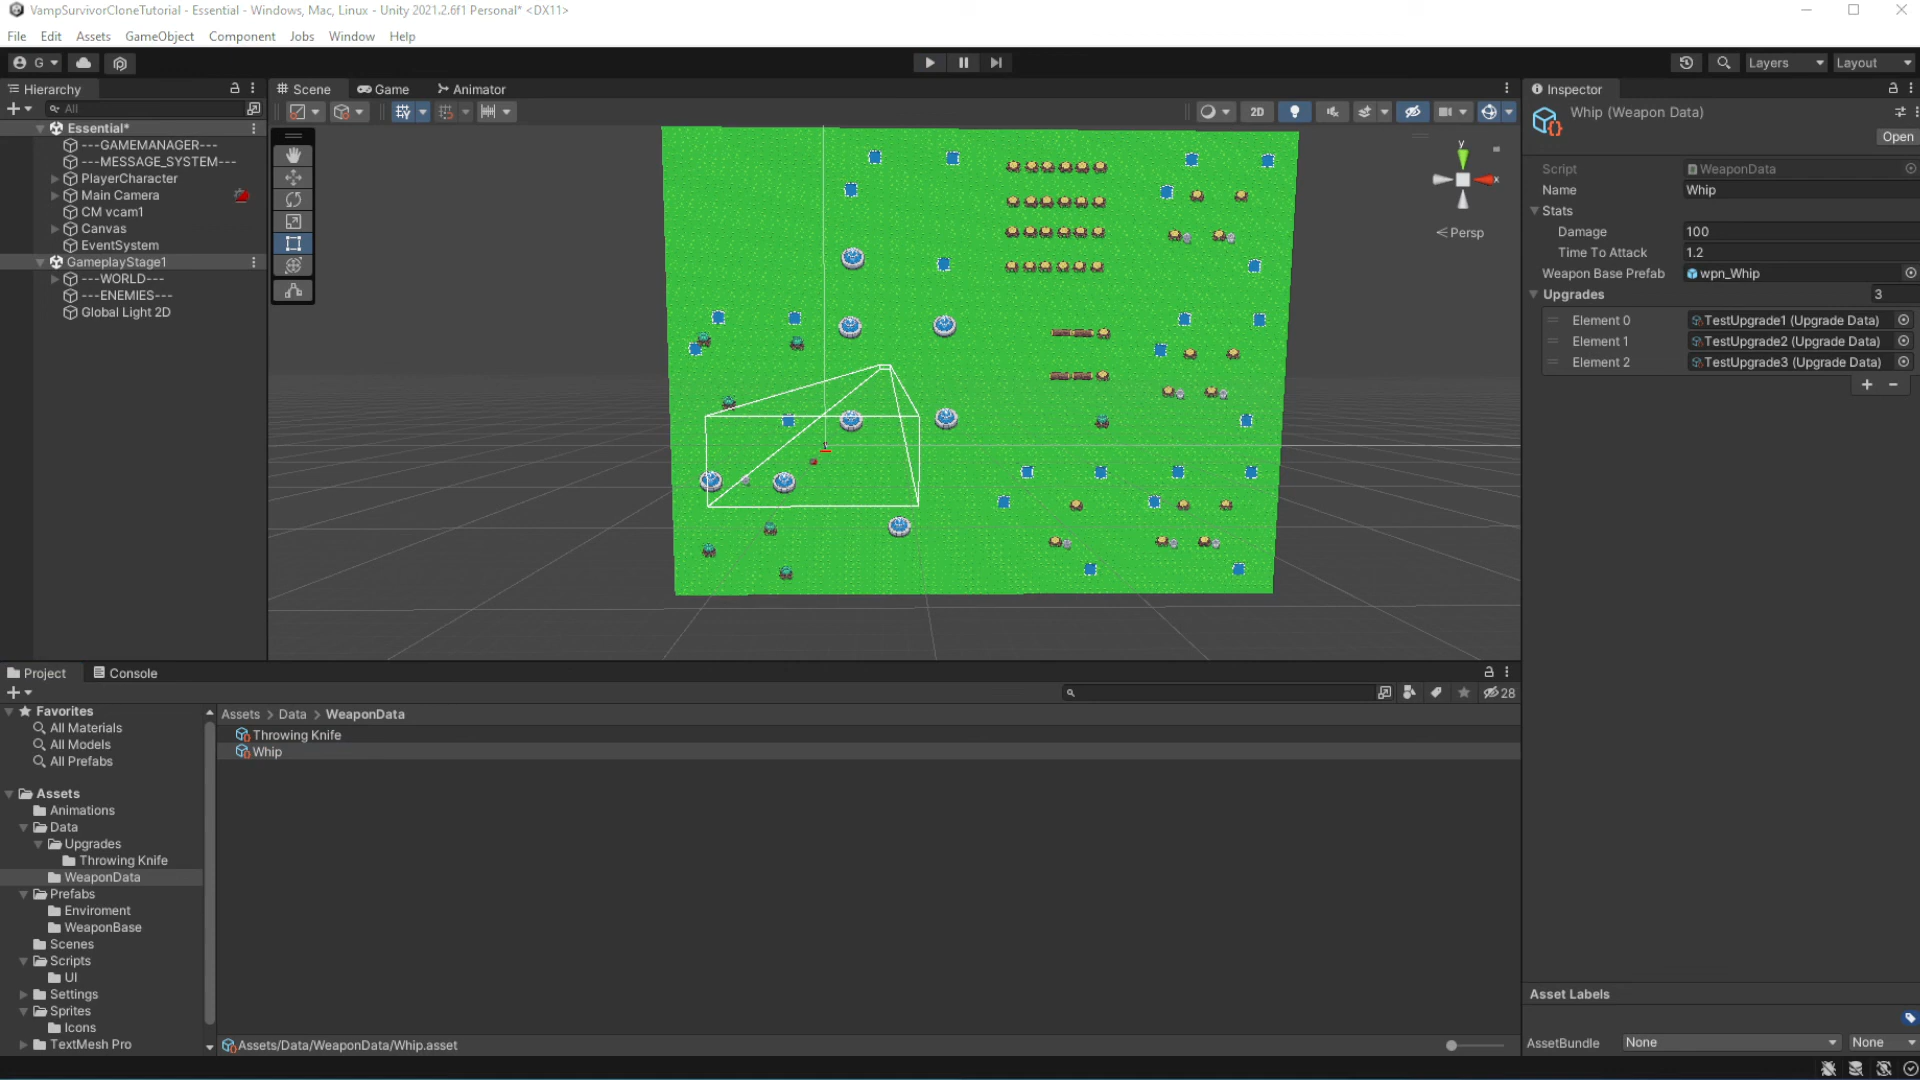 VampSurvivorCloneTutorial - Essential - Windows, Mac, Linux - Unity 2021.2.6f1 Personal* <DX11>
File Edit Assets GameObject Component Jobs Window Help
G Layers Layout
Hierarchy
All
Essential*
---GAMEMANAGER---
---MESSAGE_SYSTEM---
PlayerCharacter
Main Camera
CM vcam1
Canvas
EventSystem
GameplayStage1
---WORLD---
---ENEMIES---
Global Light 2D
Scene Game Animator
2D
y
x
Persp
Inspector
Whip (Weapon Data)
Open
Script WeaponData
Name Whip
Stats
Damage 100
Time To Attack 1.2
Weapon Base Prefab wpn_Whip
Upgrades 3
Element 0 TestUpgrade1 (Upgrade Data)
Element 1 TestUpgrade2 (Upgrade Data)
Element 2 TestUpgrade3 (Upgrade Data)
Project Console
28
Favorites
All Materials
All Models
All Prefabs
Assets
Animations
Data
Upgrades
Throwing Knife
WeaponData
Prefabs
Enviroment
WeaponBase
Scenes
Scripts
UI
Settings
Sprites
Icons
TextMesh Pro
Assets > Data > WeaponData
Throwing Knife
Whip
Assets/Data/WeaponData/Whip.asset
Asset Labels
AssetBundle None None